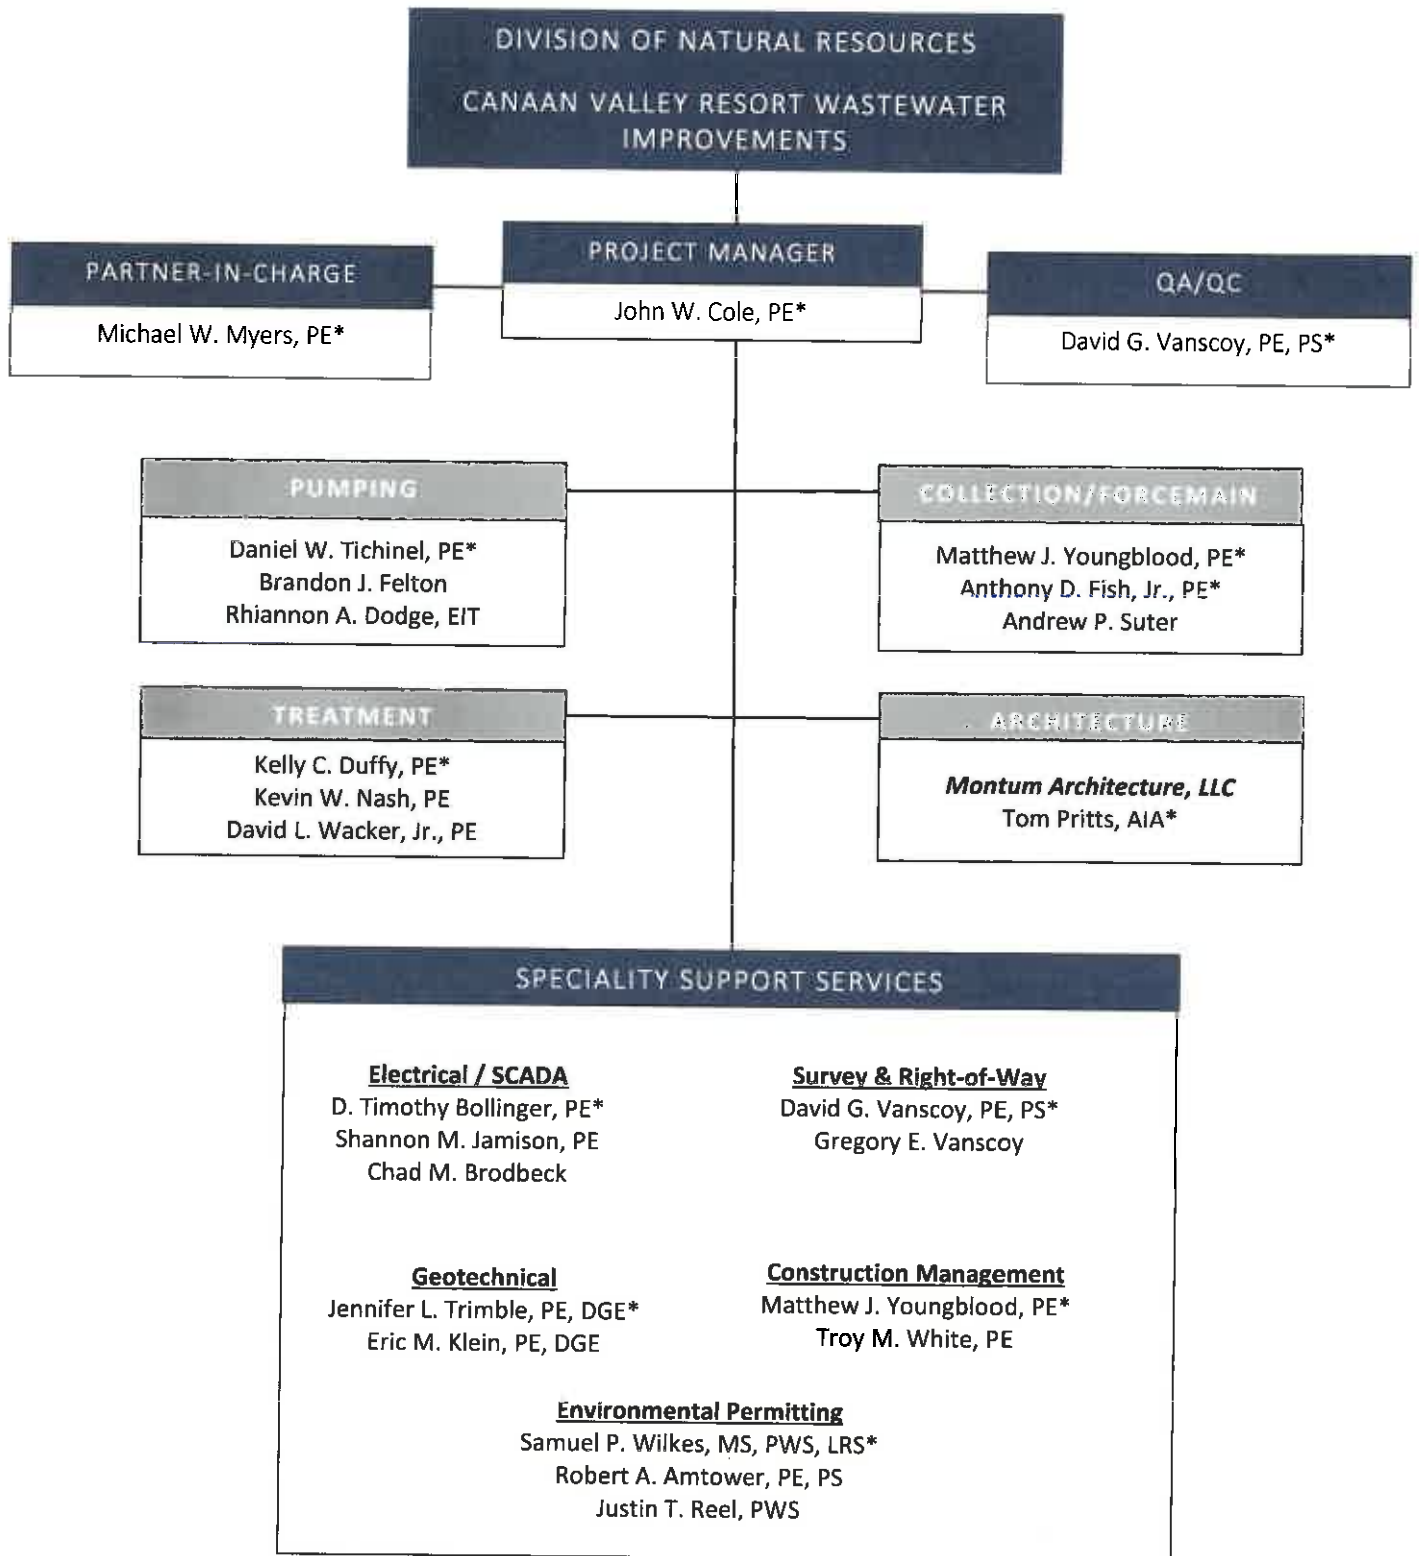 DIVISION OF NATURAL RESOURCES
CANAAN VALLEY RESORT WASTEWATER
IMPROVEMENTS
PARTNER-IN-CHARGE
Michael W. Myers, PE*
PROJECT MANAGER
John W. Cole, PE*
QA/QC
David G. Vanscoy, PE, PS*
PUMPING
Daniel W. Tichinel, PE*
Brandon J. Felton
Rhiannon A. Dodge, EIT
COLLECTION/FORCEMAIN
Matthew J. Youngblood, PE*
Anthony D. Fish, Jr., PE*
Andrew P. Suter
TREATMENT
Kelly C. Duffy, PE*
Kevin W. Nash, PE
David L. Wacker, Jr., PE
ARCHITECTURE
Montum Architecture, LLC
Tom Pritts, AIA*
SPECIALITY SUPPORT SERVICES
Electrical / SCADA
D. Timothy Bollinger, PE*
Shannon M. Jamison, PE
Chad M. Brodbeck
Survey & Right-of-Way
David G. Vanscoy, PE, PS*
Gregory E. Vanscoy
Geotechnical
Jennifer L. Trimble, PE, DGE*
Eric M. Klein, PE, DGE
Construction Management
Matthew J. Youngblood, PE*
Troy M. White, PE
Environmental Permitting
Samuel P. Wilkes, MS, PWS, LRS*
Robert A. Amtower, PE, PS
Justin T. Reel, PWS